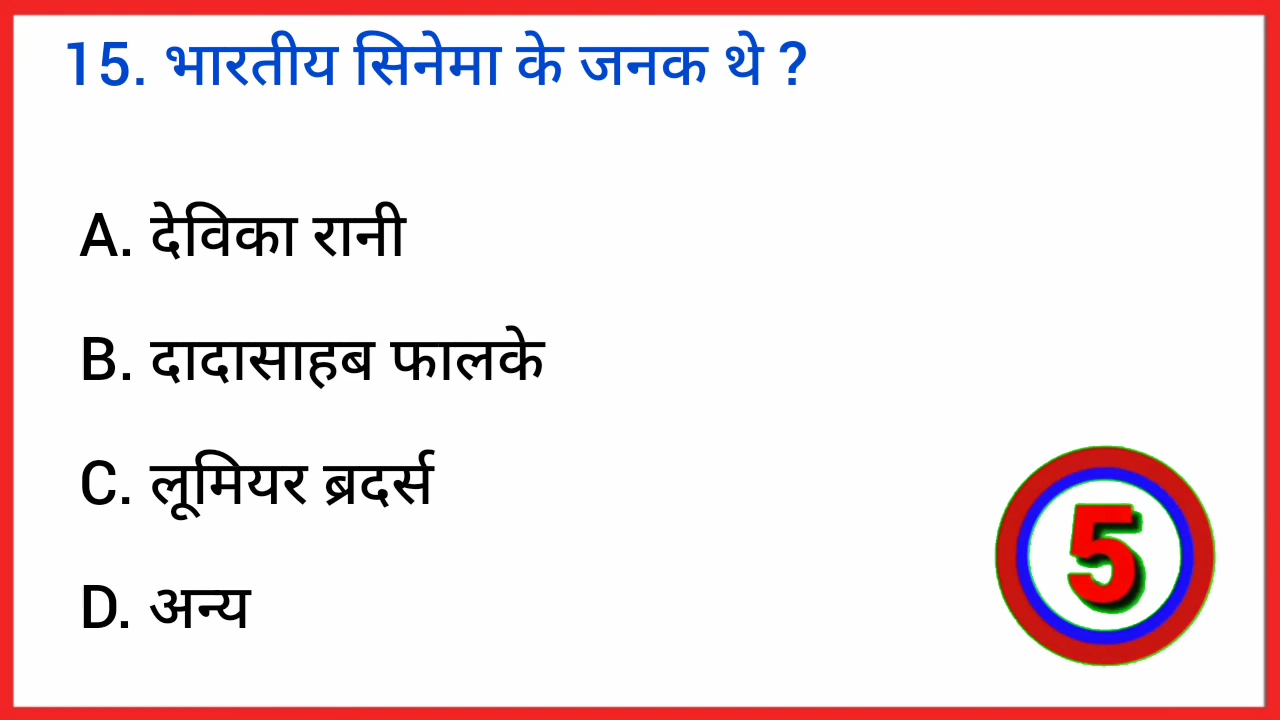 15. भारतीय सिनेमा के जनक थे ?
A. देविका रानी
B. दादासाहब फालके
C. लूमियर ब्रदर्स
D. अन्य
5